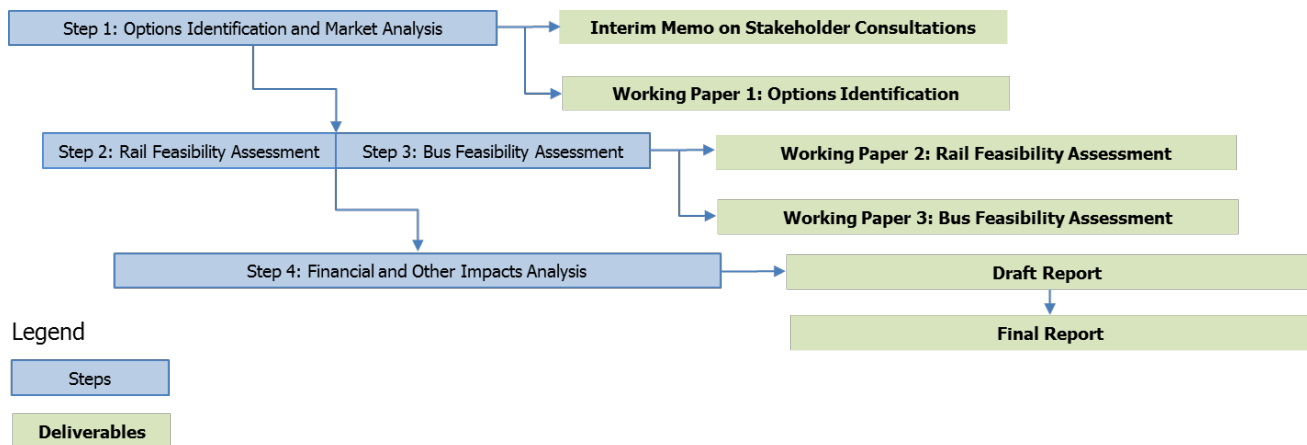 Step 1: Options Identification and Market Analysis
Interim Memo on Stakeholder Consultations
Working Paper 1: Options Identification
Step 2: Rail Feasibility Assessment
Step 3: Bus Feasibility Assessment
Working Paper 2: Rail Feasibility Assessment
Working Paper 3: Bus Feasibility Assessment
Step 4: Financial and Other Impacts Analysis
Draft Report
Final Report
Legend
Steps
Deliverables